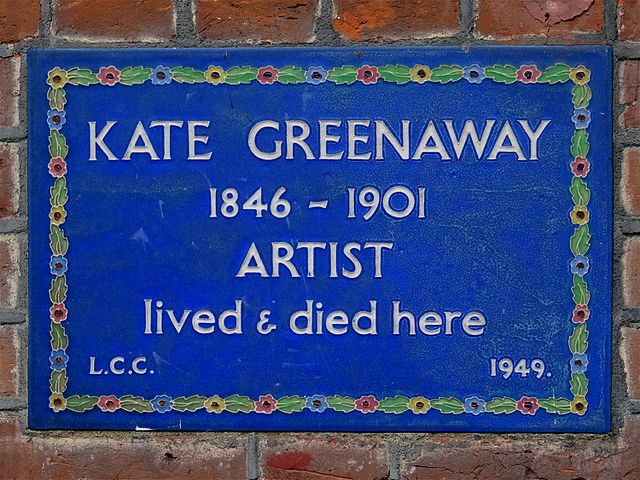 KATE GREENAWAY
1846 – 1901
ARTIST
lived & died here
L.C.C. 1949.